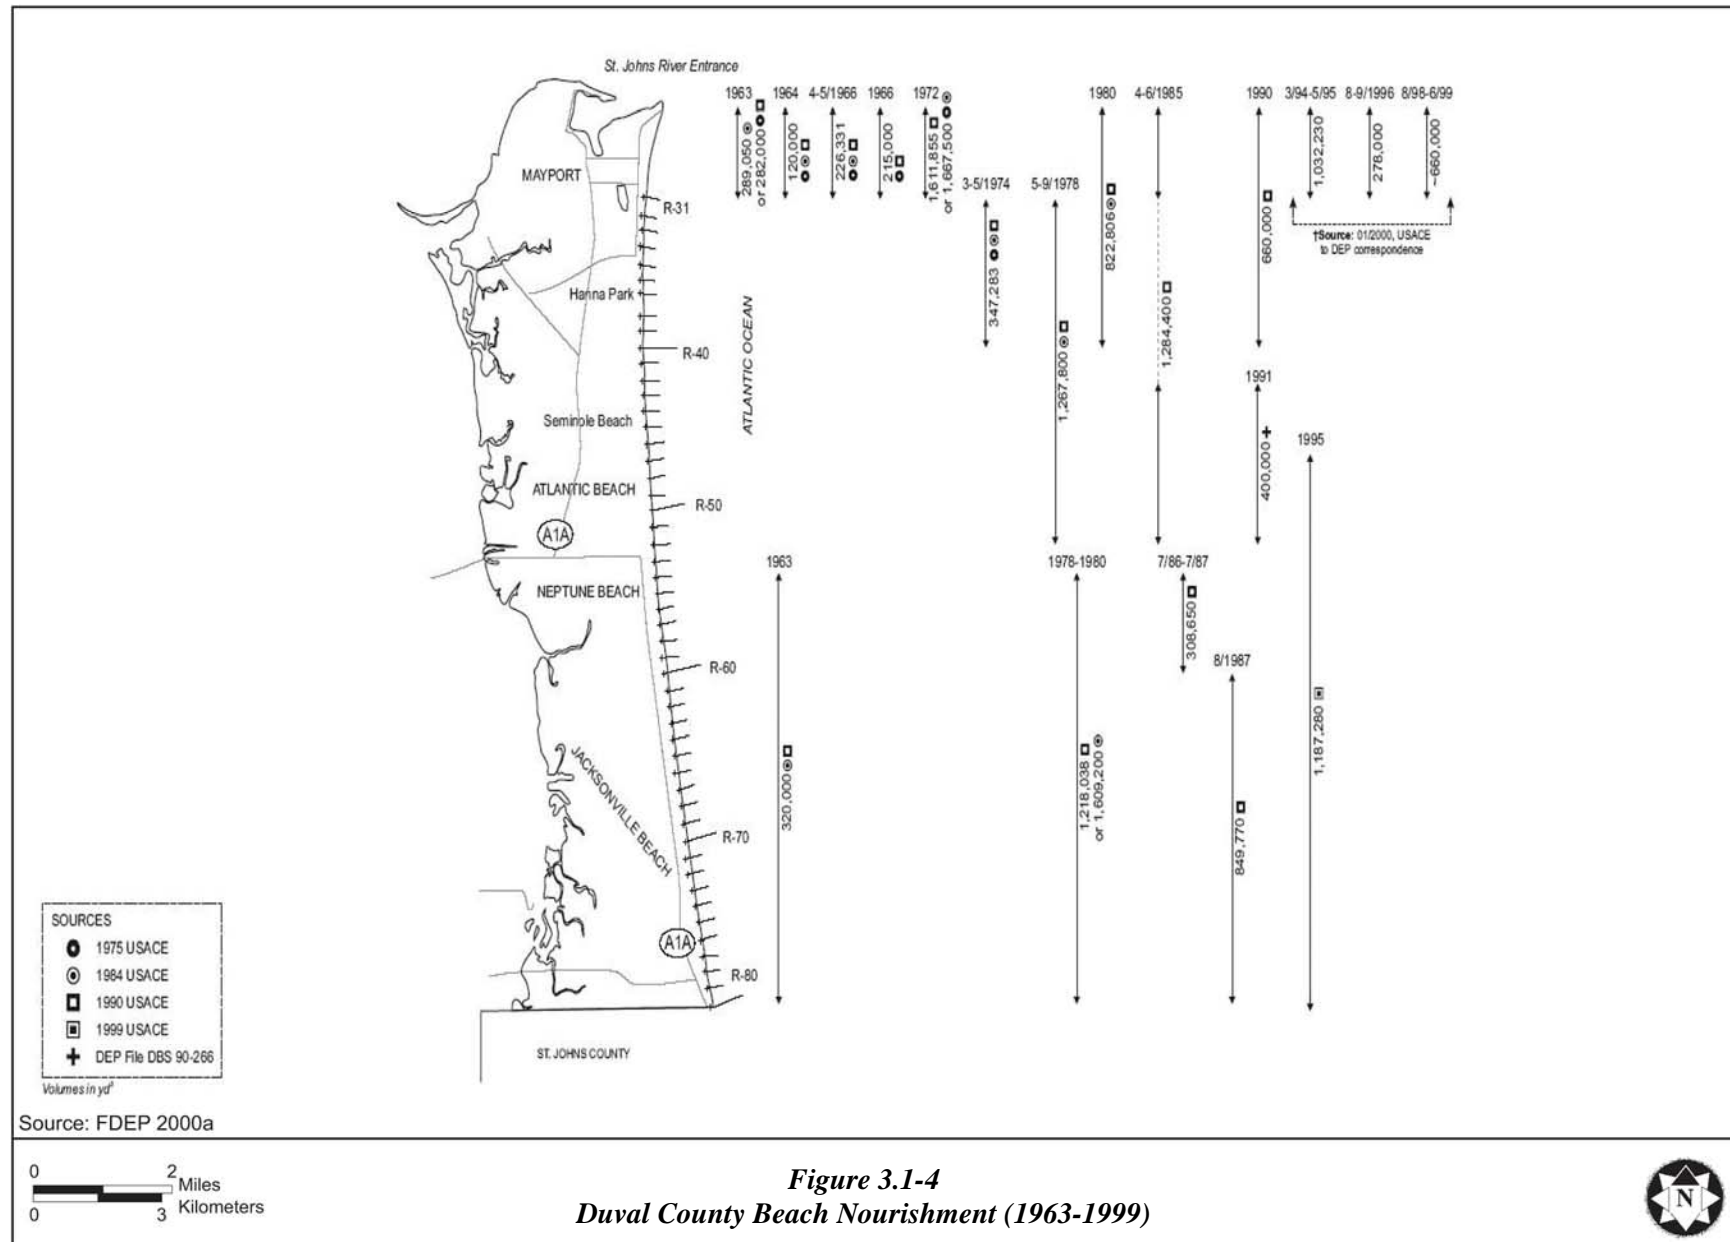 St. Johns River Entrance
1963
1964
4-5/1966
1966
1972
1980
4-6/1985
1990
3/94-5/95
8-9/1996
8/98-6/99
289,050
or 282,000
120,000
226,331
215,000
1,611,855
or 1,667,500
1,032,230
278,000
~660,000
MAYPORT
3-5/1974
5-9/1978
R-31
822,806
660,000
†Source: 01/2000, USACE
to DEP correspondence
347,283
Hanna Park
1,284,400
ATLANTIC OCEAN
R-40
1,267,800
1991
Seminole Beach
400,000
1995
ATLANTIC BEACH
R-50
A1A
1963
1978-1980
7/86-7/87
NEPTUNE BEACH
308,650
R-60
8/1987
1,187,280
JACKSONVILLE BEACH
320,000
1,218,038
or 1,609,200
R-70
849,770
A1A
R-80
ST. JOHNS COUNTY
SOURCES
1975 USACE
1984 USACE
1990 USACE
1999 USACE
DEP File DBS 90-266
Volumes in yd³
Source: FDEP 2000a
0 2
Miles
Kilometers
0 3
Figure 3.1-4
Duval County Beach Nourishment (1963-1999)
N